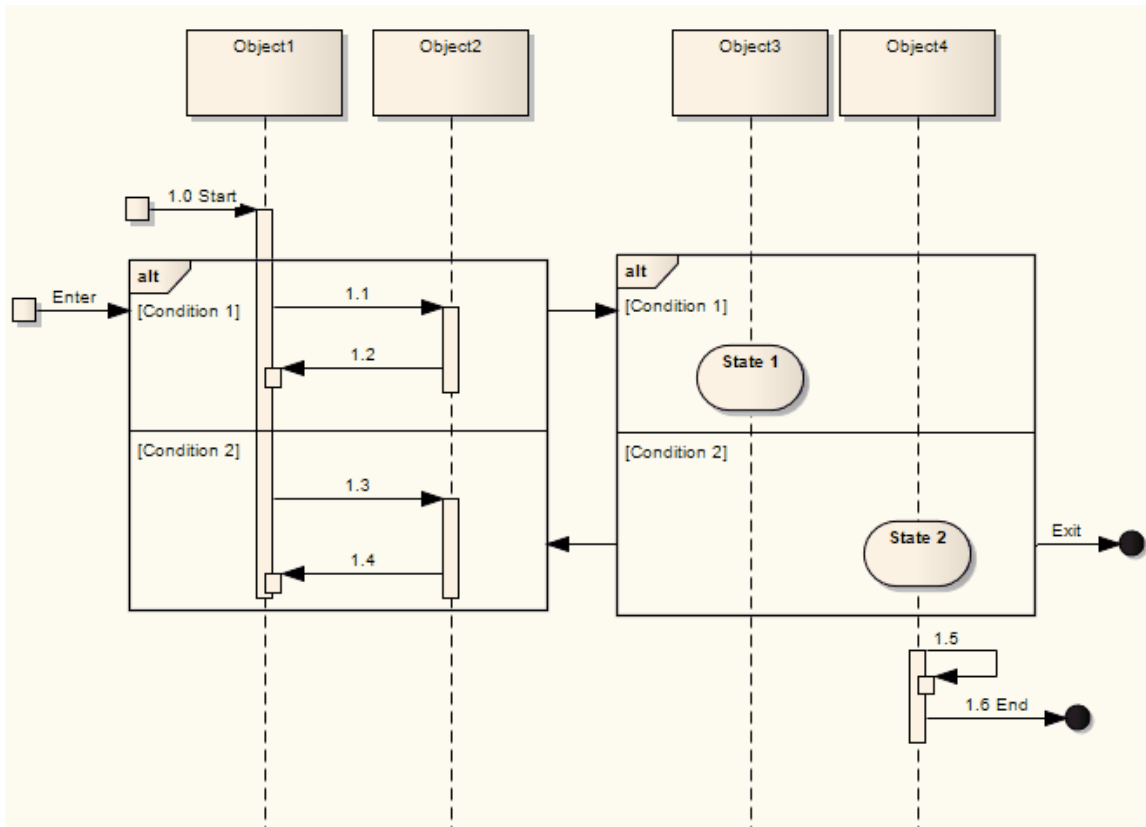 Object1
Object2
Object3
Object4
1.0 Start
alt
alt
Enter
[Condition 1]
1.1
[Condition 1]
1.2
State 1
[Condition 2]
[Condition 2]
1.3
State 2
Exit
1.4
1.5
1.6 End